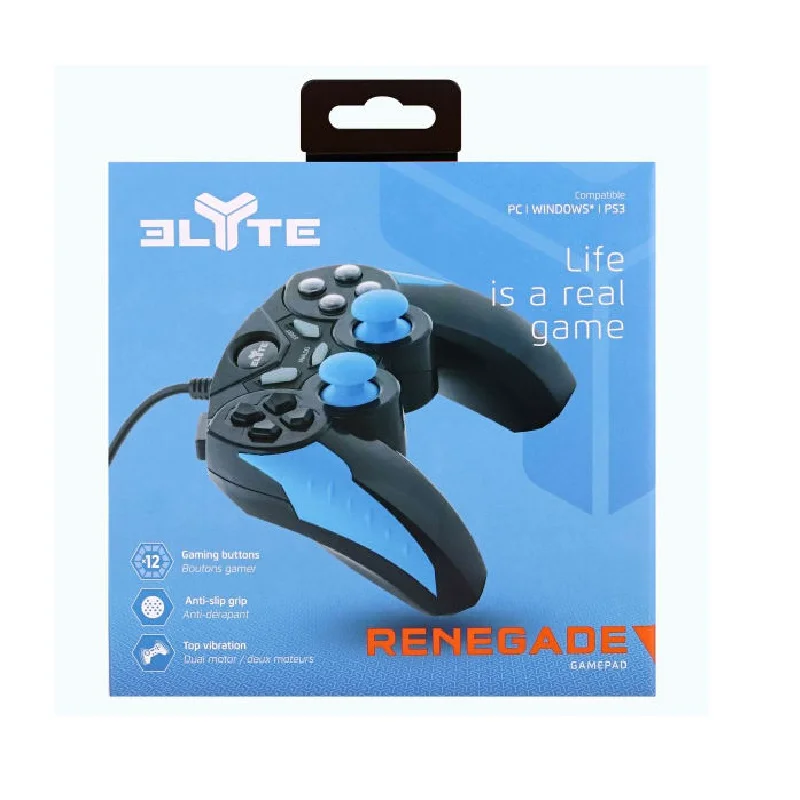 ELYTE
Compatible
PC | WINDOWS* | PS3
Life
is a real
game
ELYTE
12
Gaming buttons
Boutons gamer
Anti-slip grip
Anti-dérapant
Top vibration
Dual motor / deux moteurs
RENEGADE
GAMEPAD